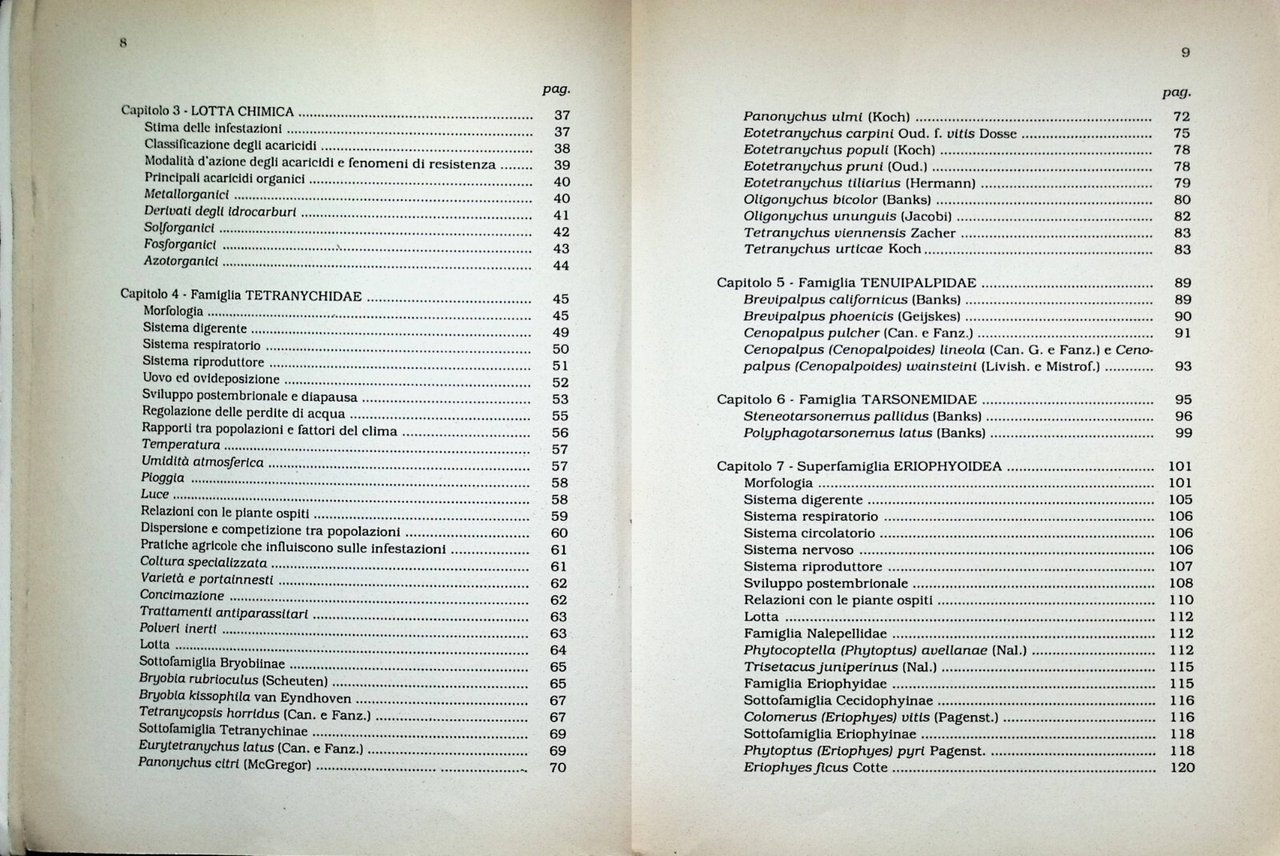 8
pag.
Capitolo 3 - LOTTA CHIMICA ........ 37
Stima delle infestazioni ........ 37
Classificazione degli acaricidi ........ 38
Modalità d'azione degli acaricidi e fenomeni di resistenza ........ 39
Principali acaricidi organici ........ 40
Metallorganici ........ 40
Derivati degli idrocarburi ........ 41
Solforganici ........ 42
Fosforganici ........ 43
Azotorganici ........ 44
Capitolo 4 - Famiglia TETRANYCHIDAE ........ 45
Morfologia ........ 45
Sistema digerente ........ 49
Sistema respiratorio ........ 50
Sistema riproduttore ........ 51
Uovo ed ovideposizione ........ 52
Sviluppo postembrionale e diapausa ........ 53
Regolazione delle perdite di acqua ........ 55
Rapporti tra popolazioni e fattori del clima ........ 56
Temperatura ........ 57
Umidità atmosferica ........ 57
Pioggia ........ 58
Luce ........ 58
Relazioni con le piante ospiti ........ 59
Dispersione e competizione tra popolazioni ........ 60
Pratiche agricole che influiscono sulle infestazioni ........ 61
Coltura specializzata ........ 61
Varietà e portainnesti ........ 62
Concimazione ........ 62
Trattamenti antiparassitari ........ 63
Polveri inerti ........ 63
Lotta ........ 64
Sottofamiglia Bryobiinae ........ 65
Bryobia rubrioculus (Scheuten) ........ 65
Bryobia kissophila van Eyndhoven ........ 67
Tetranycopsis horridus (Can. e Fanz.) ........ 67
Sottofamiglia Tetranychinae ........ 69
Eurytetranychus latus (Can. e Fanz.) ........ 69
Panonychus citri (McGregor) ........ 70
9
pag.
Panonychus ulmi (Koch) ........ 72
Eotetranychus carpini Oud. f. vitis Dosse ........ 75
Eotetranychus populi (Koch) ........ 78
Eotetranychus pruni (Oud.) ........ 78
Eotetranychus tiliarius (Hermann) ........ 79
Oligonychus bicolor (Banks) ........ 80
Oligonychus ununguis (Jacobi) ........ 82
Tetranychus viennensis Zacher ........ 83
Tetranychus urticae Koch ........ 83
Capitolo 5 - Famiglia TENUIPALPIDAE ........ 89
Brevipalpus californicus (Banks) ........ 89
Brevipalpus phoenicis (Geijskes) ........ 90
Cenopalpus pulcher (Can. e Fanz.) ........ 91
Cenopalpus (Cenopalpoides) lineola (Can. G. e Fanz.) e Ceno-
palpus (Cenopalpoides) wainsteini (Livish. e Mistrof.) ........ 93
Capitolo 6 - Famiglia TARSONEMIDAE ........ 95
Steneotarsonemus pallidus (Banks) ........ 96
Polyphagotarsonemus latus (Banks) ........ 99
Capitolo 7 - Superfamiglia ERIOPHYOIDEA ........ 101
Morfologia ........ 101
Sistema digerente ........ 105
Sistema respiratorio ........ 106
Sistema circolatorio ........ 106
Sistema nervoso ........ 106
Sistema riproduttore ........ 107
Sviluppo postembrionale ........ 108
Relazioni con le piante ospiti ........ 110
Lotta ........ 112
Famiglia Nalepellidae ........ 112
Phytocoptella (Phytoptus) avellanae (Nal.) ........ 112
Trisetacus juniperinus (Nal.) ........ 115
Famiglia Eriophyidae ........ 115
Sottofamiglia Cecidophyinae ........ 116
Colomerus (Eriophyes) vitis (Pagenst.) ........ 116
Sottofamiglia Eriophyinae ........ 118
Phytoptus (Eriophyes) pyri Pagenst. ........ 118
Eriophyes ficus Cotte ........ 120